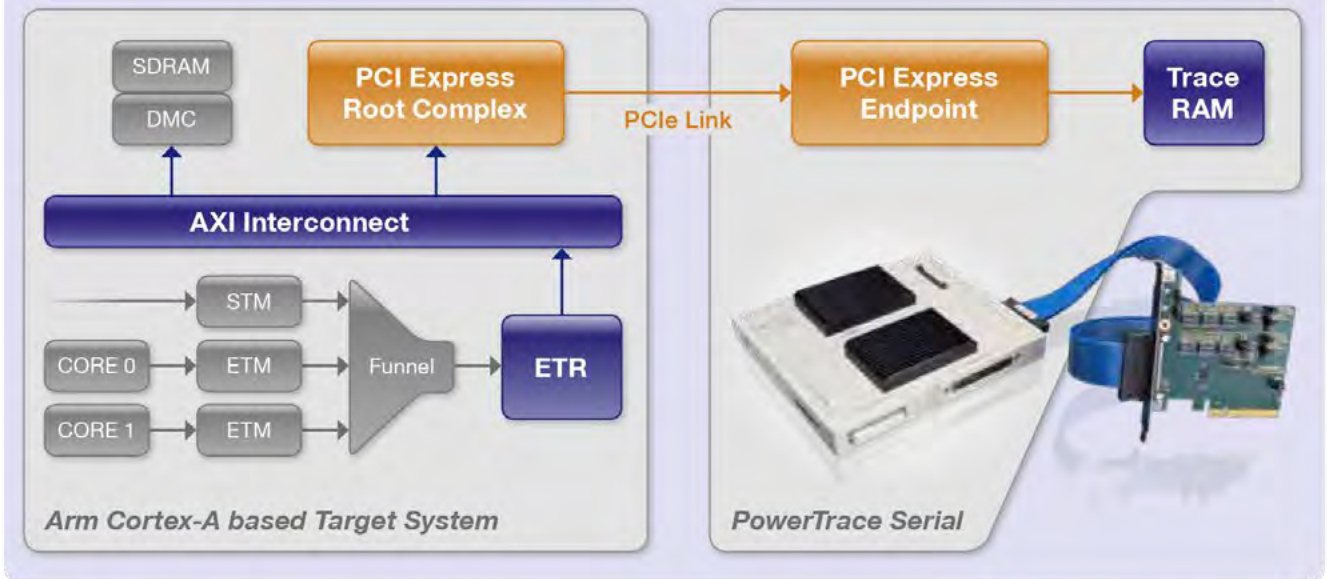 SDRAM
DMC
PCI Express
Root Complex
PCIe Link
PCI Express
Endpoint
Trace
RAM
AXI Interconnect
STM
CORE 0
ETM
Funnel
ETR
CORE 1
ETM
Arm Cortex-A based Target System
PowerTrace Serial